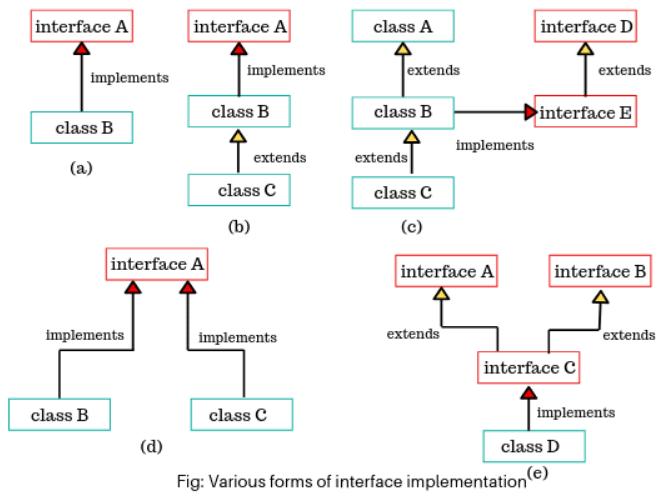 interface A
implements
class B
(a)
interface A
implements
class B
extends
class C
(b)
class A
extends
class B
implements
extends
class C
interface D
extends
interface E
(c)
interface A
implements
implements
class B
class C
(d)
interface A
interface B
extends
extends
interface C
implements
class D
(e)
Fig: Various forms of interface implementation